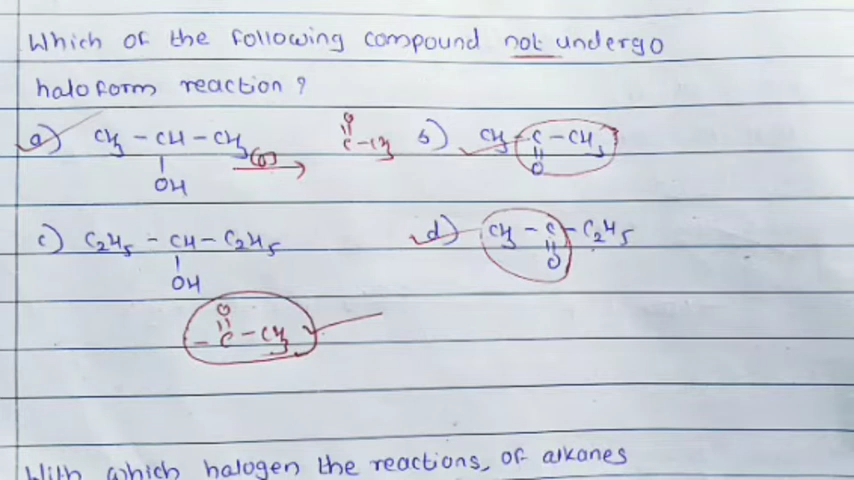 Which of the following compound not undergo
haloform reaction ?
a) CH3 - CH - CH3 (O) → O
|| C-CH3 b) CH3 - C - CH3
OH O
c) C2H5 - CH - C2H5 d) CH3 - C - C2H5
OH O
O
- C - CH3
With which halogen the reactions, of alkanes